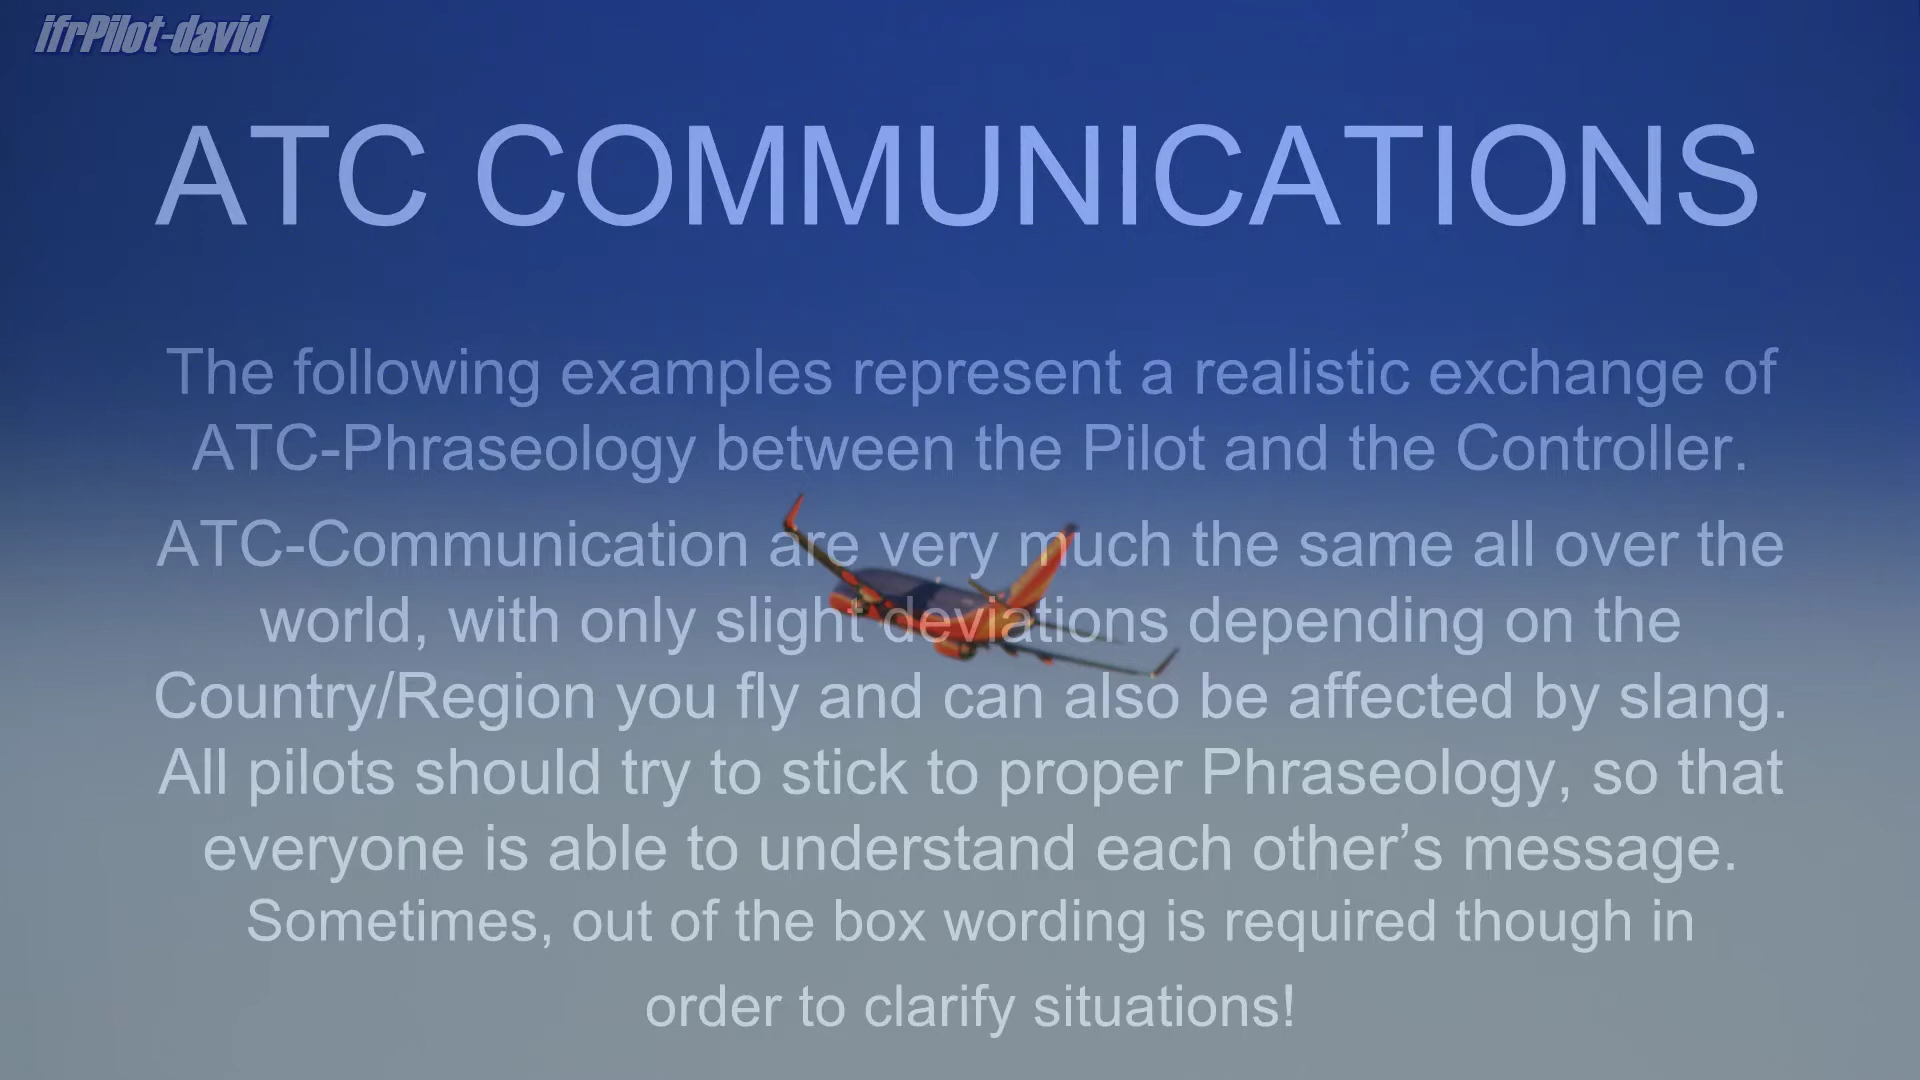 ifrPilot-david
ATC COMMUNICATIONS
The following examples represent a realistic exchange of
ATC-Phraseology between the Pilot and the Controller.
ATC-Communication are very much the same all over the
world, with only slight deviations depending on the
Country/Region you fly and can also be affected by slang.
All pilots should try to stick to proper Phraseology, so that
everyone is able to understand each other’s message.
Sometimes, out of the box wording is required though in
order to clarify situations!